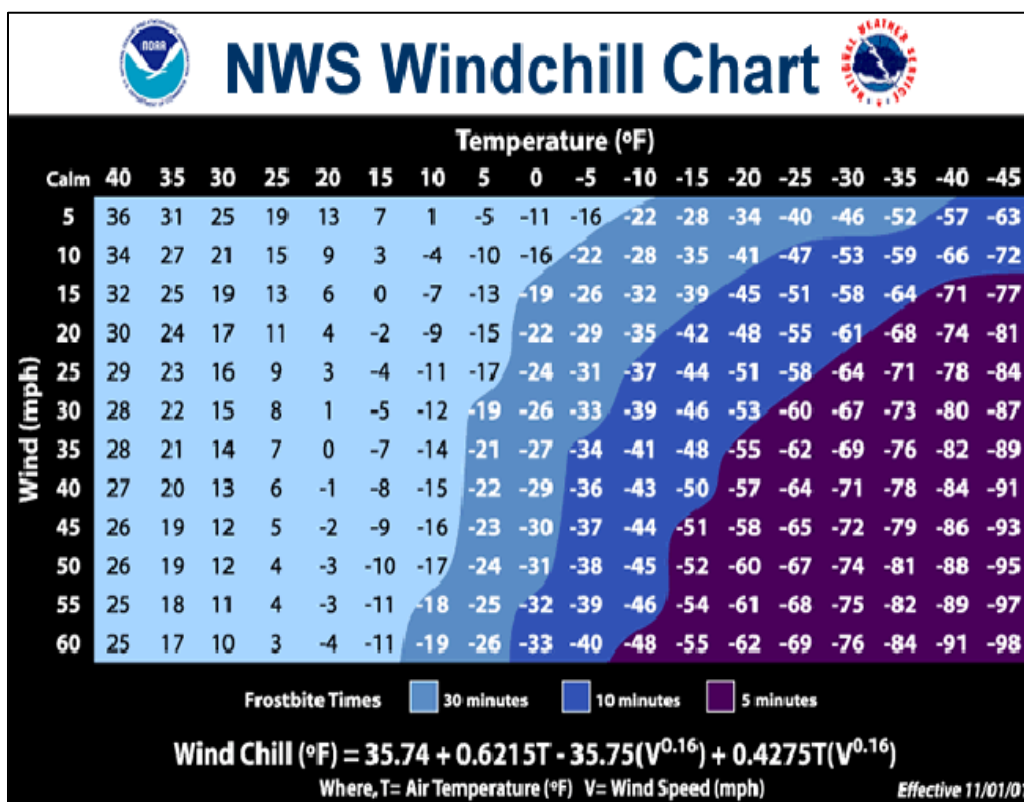 NOAA
NWS Windchill Chart
NATIONAL WEATHER SERVICE
Temperature (ºF)
Calm 40 35 30 25 20 15 10 5 0 -5 -10 -15 -20 -25 -30 -35 -40 -45
5 36 31 25 19 13 7 1 -5 -11 -16 -22 -28 -34 -40 -46 -52 -57 -63
10 34 27 21 15 9 3 -4 -10 -16 -22 -28 -35 -41 -47 -53 -59 -66 -72
15 32 25 19 13 6 0 -7 -13 -19 -26 -32 -39 -45 -51 -58 -64 -71 -77
20 30 24 17 11 4 -2 -9 -15 -22 -29 -35 -42 -48 -55 -61 -68 -74 -81
25 29 23 16 9 3 -4 -11 -17 -24 -31 -37 -44 -51 -58 -64 -71 -78 -84
30 28 22 15 8 1 -5 -12 -19 -26 -33 -39 -46 -53 -60 -67 -73 -80 -87
35 28 21 14 7 0 -7 -14 -21 -27 -34 -41 -48 -55 -62 -69 -76 -82 -89
40 27 20 13 6 -1 -8 -15 -22 -29 -36 -43 -50 -57 -64 -71 -78 -84 -91
45 26 19 12 5 -2 -9 -16 -23 -30 -37 -44 -51 -58 -65 -72 -79 -86 -93
50 26 19 12 4 -3 -10 -17 -24 -31 -38 -45 -52 -60 -67 -74 -81 -88 -95
55 25 18 11 4 -3 -11 -18 -25 -32 -39 -46 -54 -61 -68 -75 -82 -89 -97
60 25 17 10 3 -4 -11 -19 -26 -33 -40 -48 -55 -62 -69 -76 -84 -91 -98
Wind (mph)
Frostbite Times 30 minutes 10 minutes 5 minutes
Wind Chill (ºF) = 35.74 + 0.6215T - 35.75(V^0.16) + 0.4275T(V^0.16)
Where, T= Air Temperature (ºF) V= Wind Speed (mph)
Effective 11/01/01